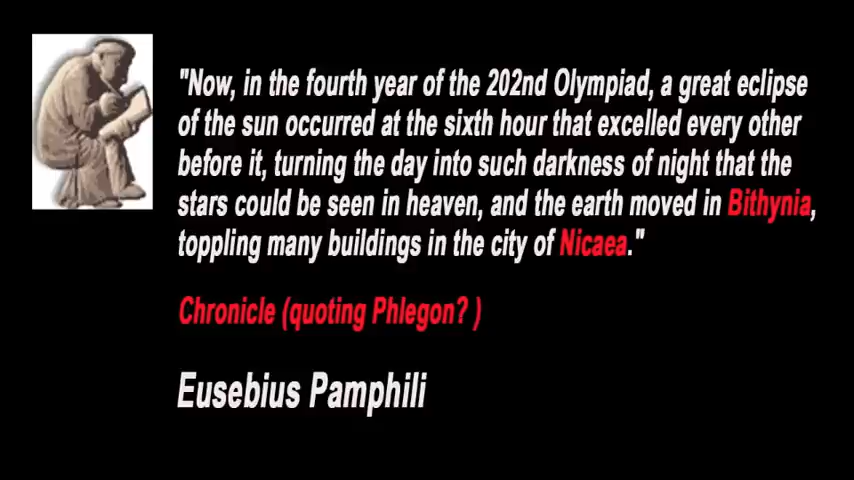 "Now, in the fourth year of the 202nd Olympiad, a great eclipse
of the sun occurred at the sixth hour that excelled every other
before it, turning the day into such darkness of night that the
stars could be seen in heaven, and the earth moved in Bithynia,
toppling many buildings in the city of Nicaea."
Chronicle (quoting Phlegon? )
Eusebius Pamphili